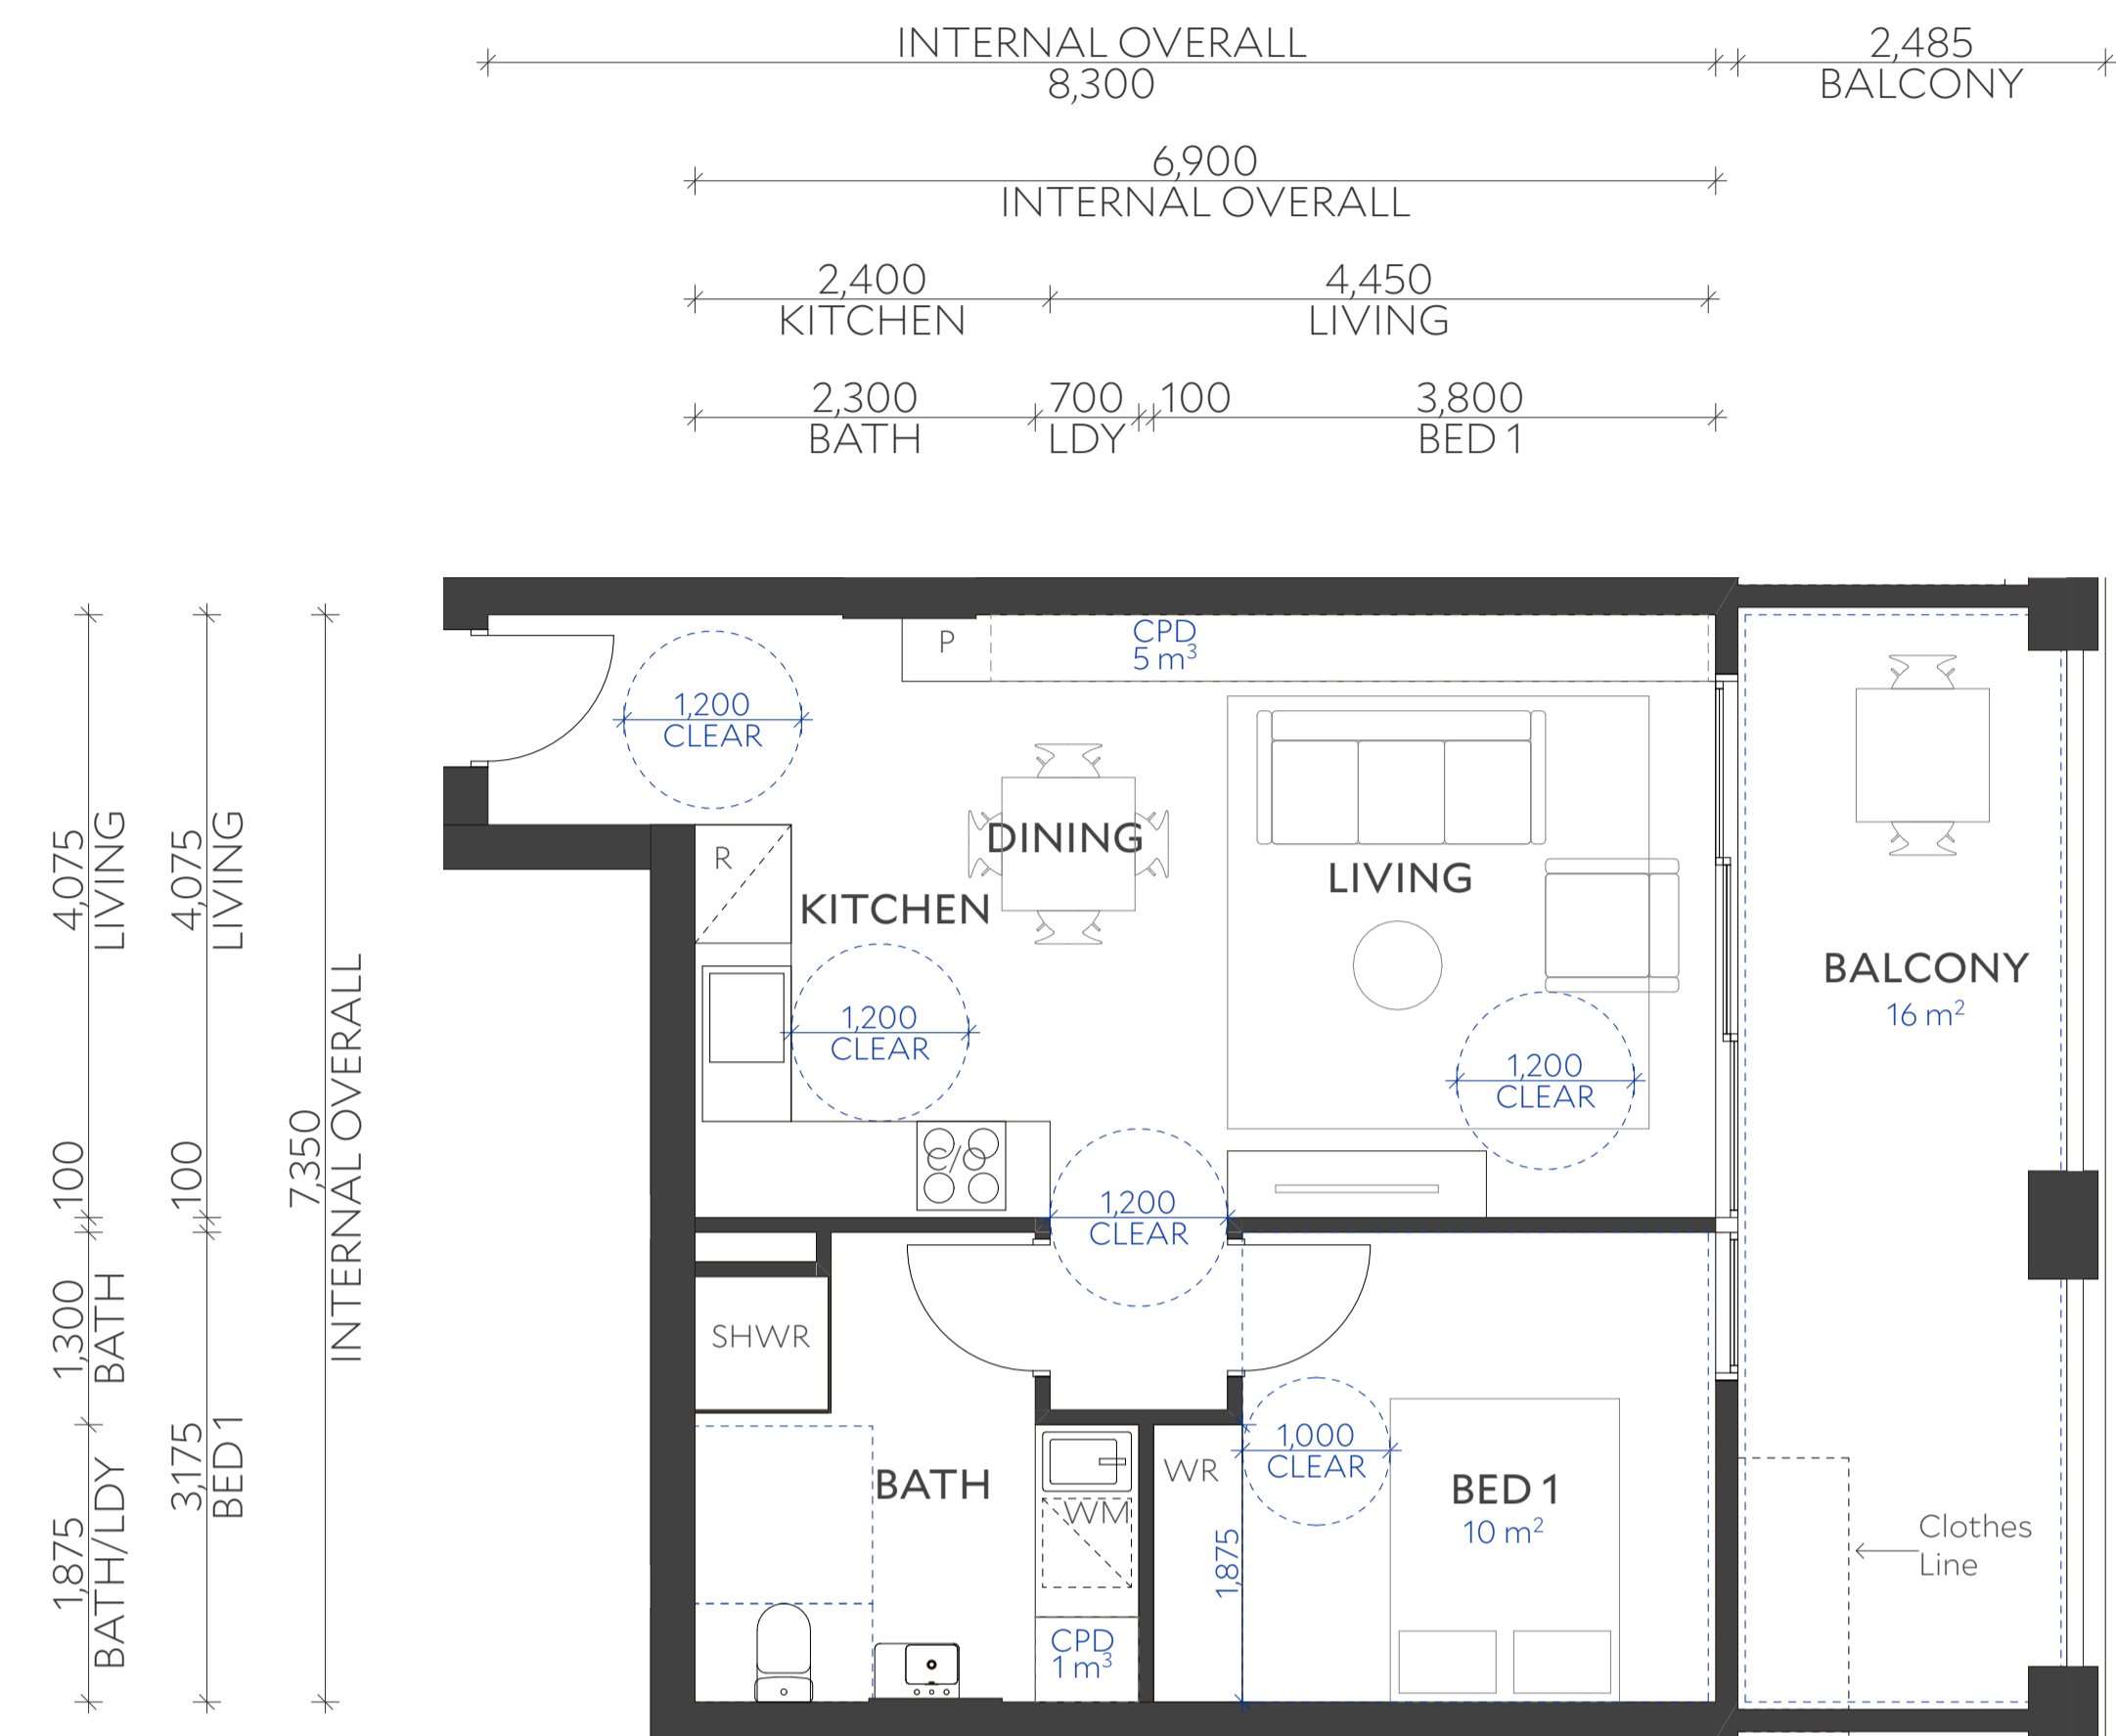 INTERNAL OVERALL
8,300
2,485
BALCONY
6,900
INTERNAL OVERALL
2,400
KITCHEN
4,450
LIVING
2,300
BATH
700
LDY
100
3,800
BED 1
4,075
LIVING
100
1,300
BATH
1,875
BATH/LDY
4,075
LIVING
100
3,175
BED 1
7,350
INTERNAL OVERALL
P
CPD
5 m³
1,200
CLEAR
R
KITCHEN
DINING
LIVING
1,200
CLEAR
1,200
CLEAR
1,200
CLEAR
BALCONY
16 m²
SHWR
BATH
WM
CPD
1 m³
WR
1,875
1,000
CLEAR
BED 1
10 m²
Clothes
Line